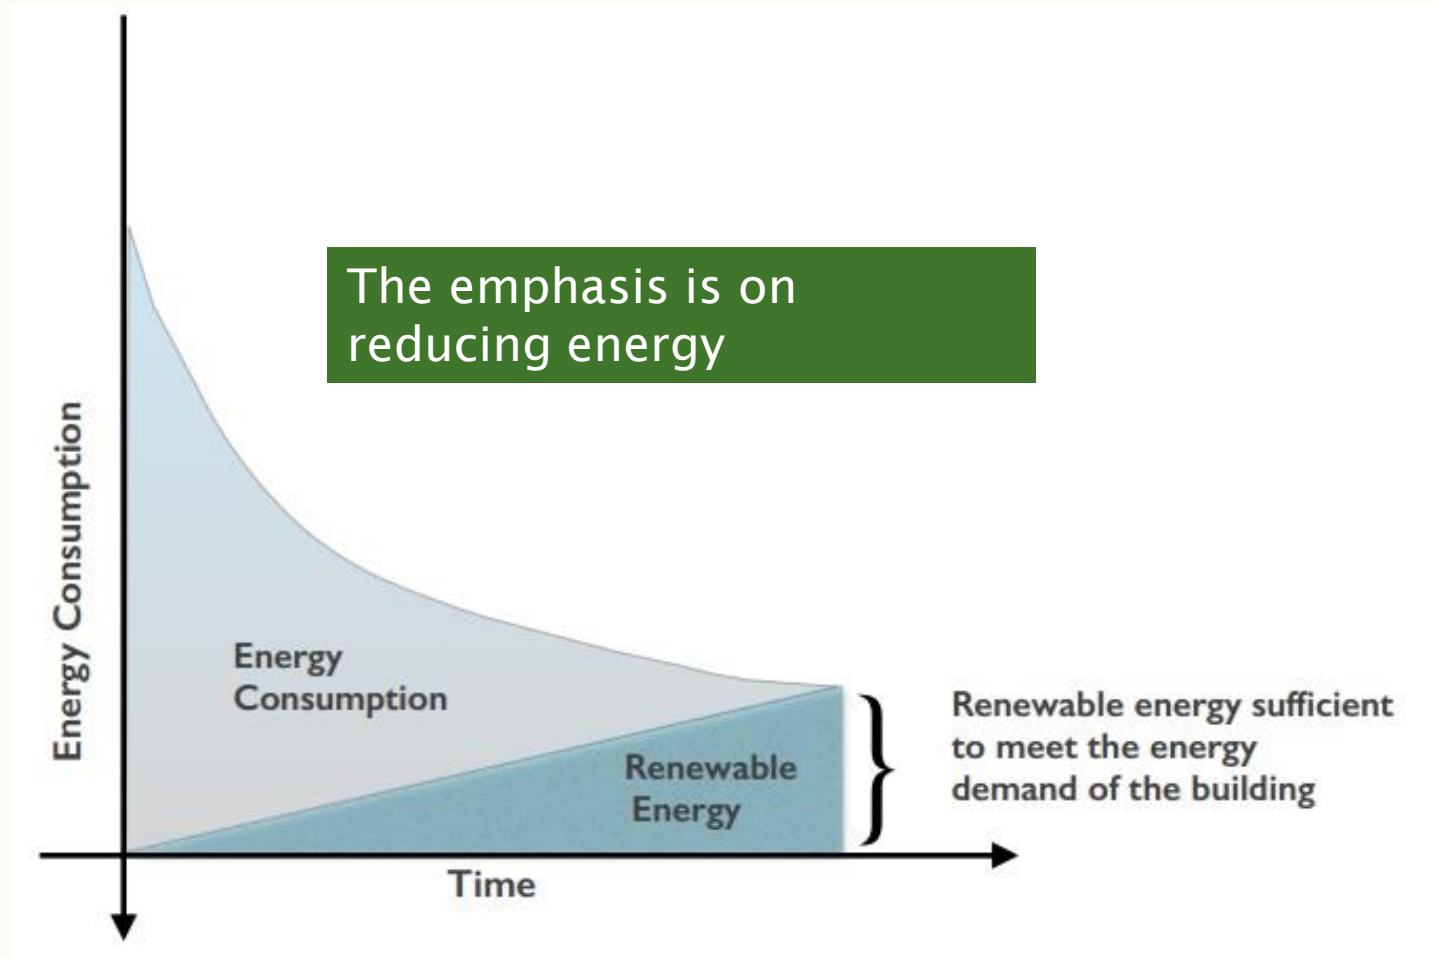 The emphasis is on
reducing energy
Energy Consumption
Energy
Consumption
Renewable
Energy
Renewable energy sufficient
to meet the energy
demand of the building
Time